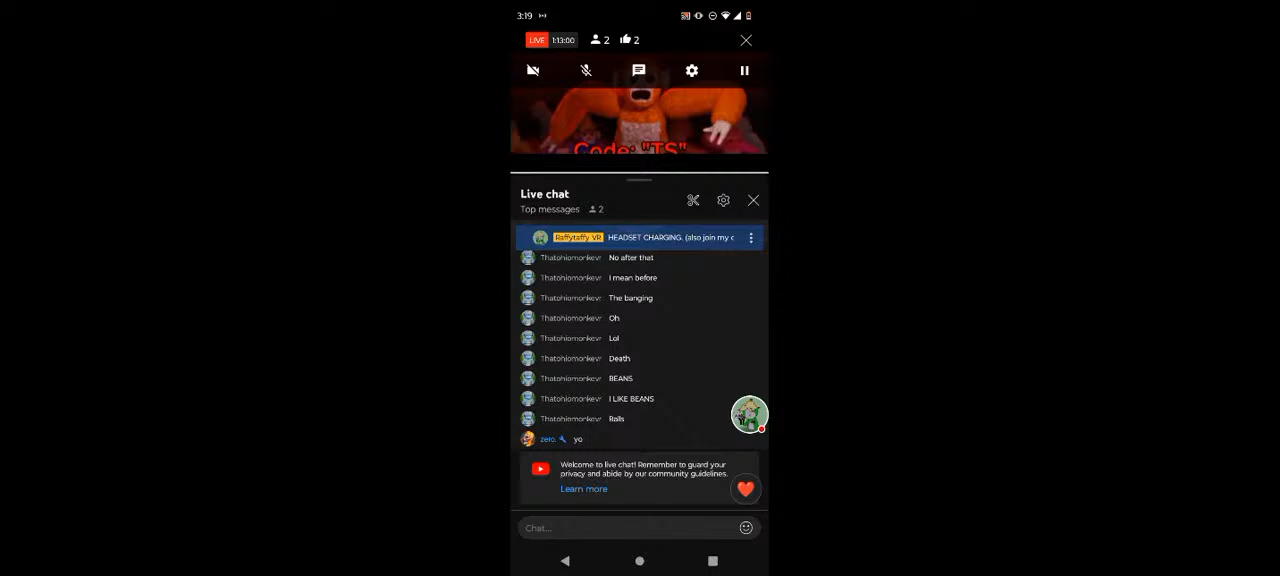 3:19
LIVE 1:13:00 2 2
Code: "TS"
Live chat
Top messages 2
Raffytaffy VR HEADSET CHARGING. (also join my c
Thatohiomonkevr No after that
Thatohiomonkevr I mean before
Thatohiomonkevr The banging
Thatohiomonkevr Oh
Thatohiomonkevr Lol
Thatohiomonkevr Death
Thatohiomonkevr BEANS
Thatohiomonkevr I LIKE BEANS
Thatohiomonkevr Balls
zero. yo
Welcome to live chat! Remember to guard your
privacy and abide by our community guidelines.
Learn more
Chat...